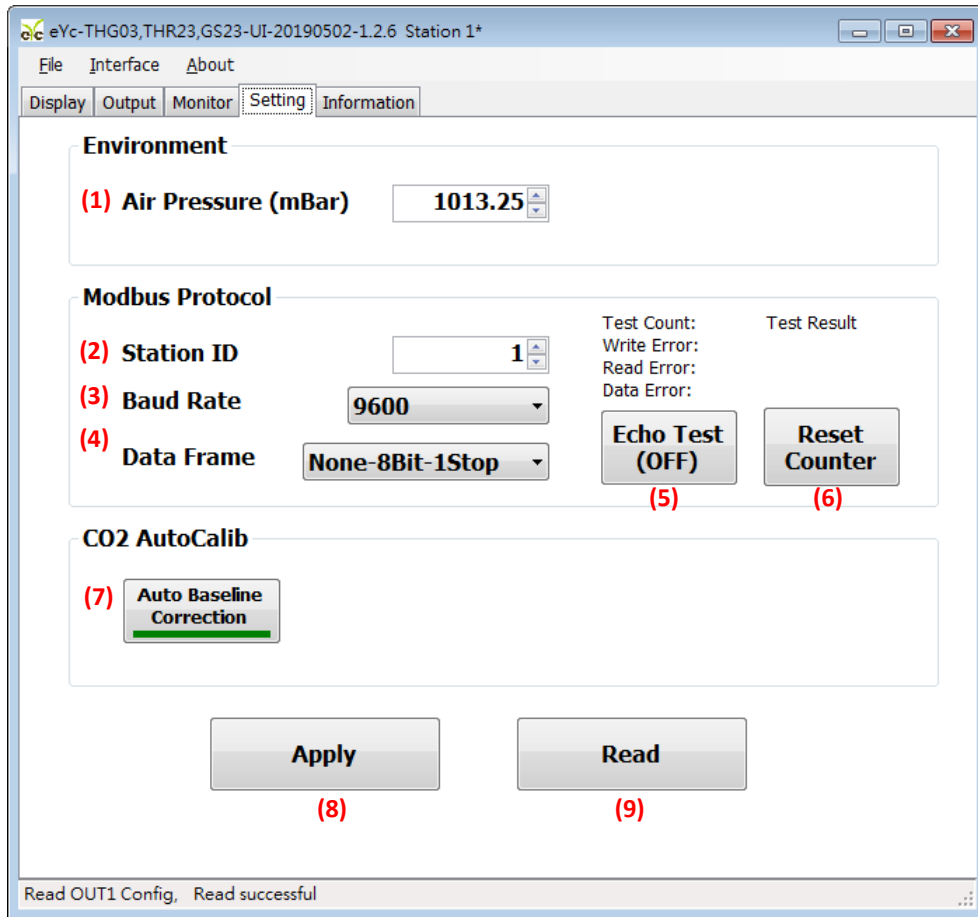 eYc eYc-THG03,THR23,GS23-UI-20190502-1.2.6 Station 1*
File Interface About
Display Output Monitor Setting Information
Environment
(1) Air Pressure (mBar) 1013.25
Modbus Protocol
(2) Station ID 1
(3) Baud Rate 9600
(4) Data Frame None-8Bit-1Stop
Test Count: Test Result
Write Error:
Read Error:
Data Error:
Echo Test
(OFF)
(5)
Reset
Counter
(6)
CO2 AutoCalib
(7) Auto Baseline
Correction
Apply
(8)
Read
(9)
Read OUT1 Config, Read successful